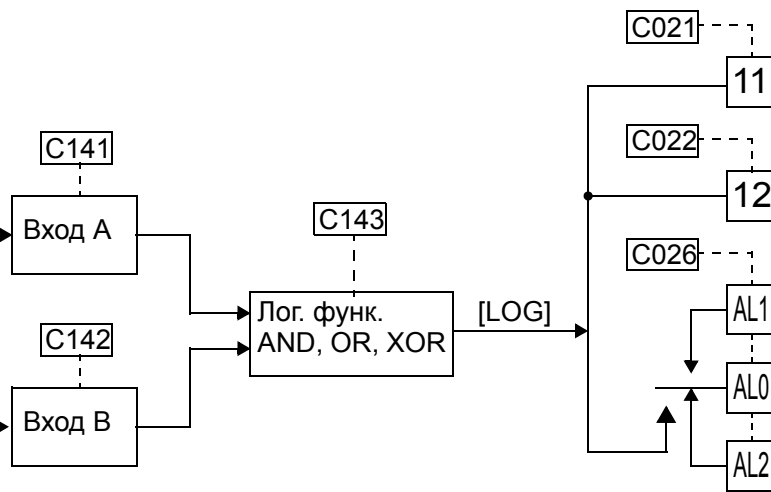 C021
11
C141
C022
12
Вход A
C143
C026
Лог. функ.
AND, OR, XOR
[LOG]
AL1
C142
AL0
Вход B
AL2